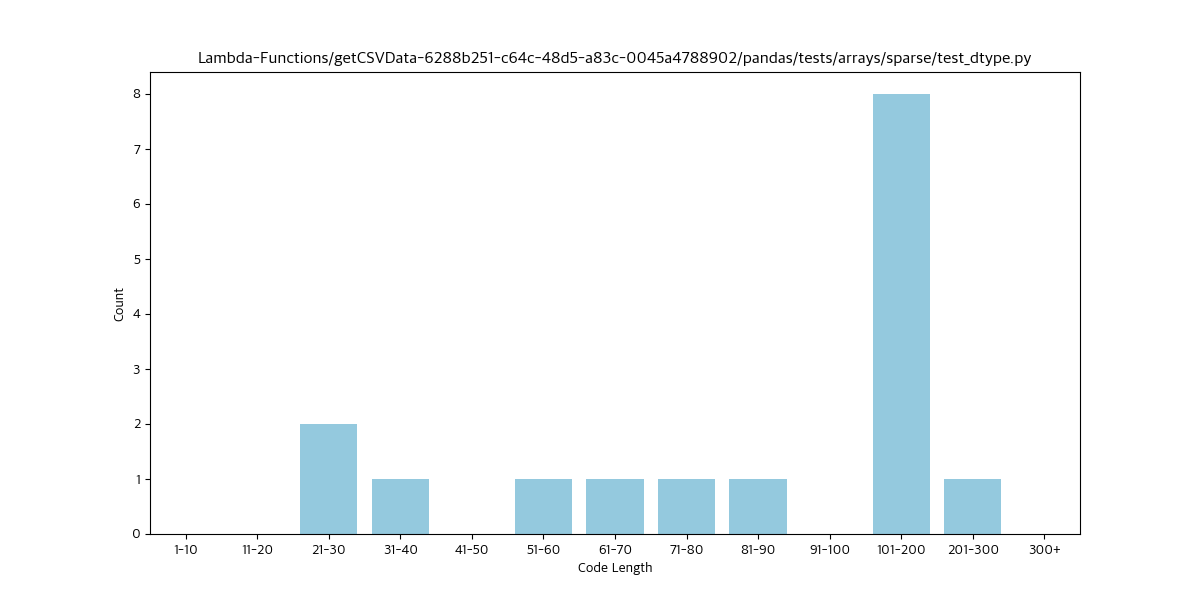 Lambda-Functions/getCSVData-6288b251-c64c-48d5-a83c-0045a4788902/pandas/tests/arrays/sparse/test_dtype.py
8
7
6
5
4
3
2
1
0
Count
1-10 11-20 21-30 31-40 41-50 51-60 61-70 71-80 81-90 91-100 101-200 201-300 300+
Code Length